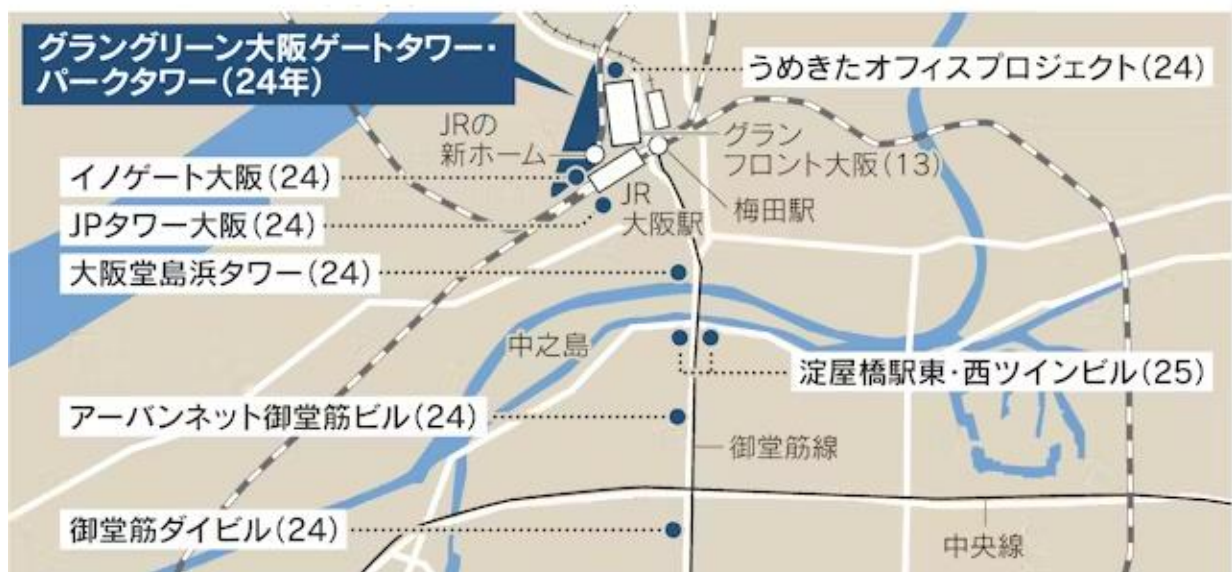 グラングリーン大阪ゲートタワー・
パークタワー(24年)
うめきたオフィスプロジェクト(24)
JRの
新ホーム
グラン
フロント大阪(13)
イノゲート大阪(24)
JR
大阪駅
梅田駅
JPタワー大阪(24)
大阪堂島浜タワー(24)
中之島
淀屋橋駅東・西ツインビル(25)
アーバンネット御堂筋ビル(24)
御堂筋線
御堂筋ダイビル(24)
中央線